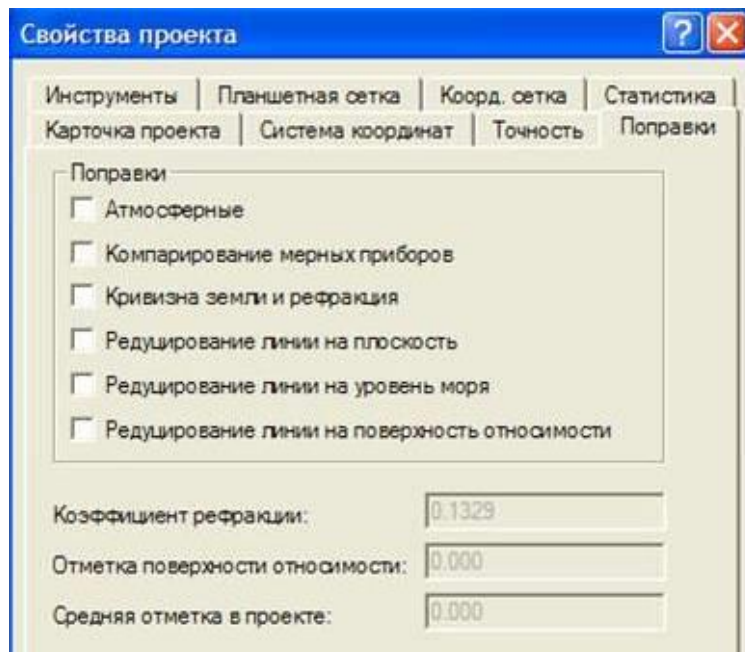 Свойства проекта
Инструменты Планшетная сетка Коорд. сетка Статистика
Карточка проекта Система координат Точность Поправки
Поправки
Атмосферные
Компарирование мерных приборов
Кривизна земли и рефракция
Редуцирование линии на плоскость
Редуцирование линии на уровень моря
Редуцирование линии на поверхность относимости
Коэффициент рефракции: 0.1329
Отметка поверхности относимости: 0.000
Средняя отметка в проекте: 0.000